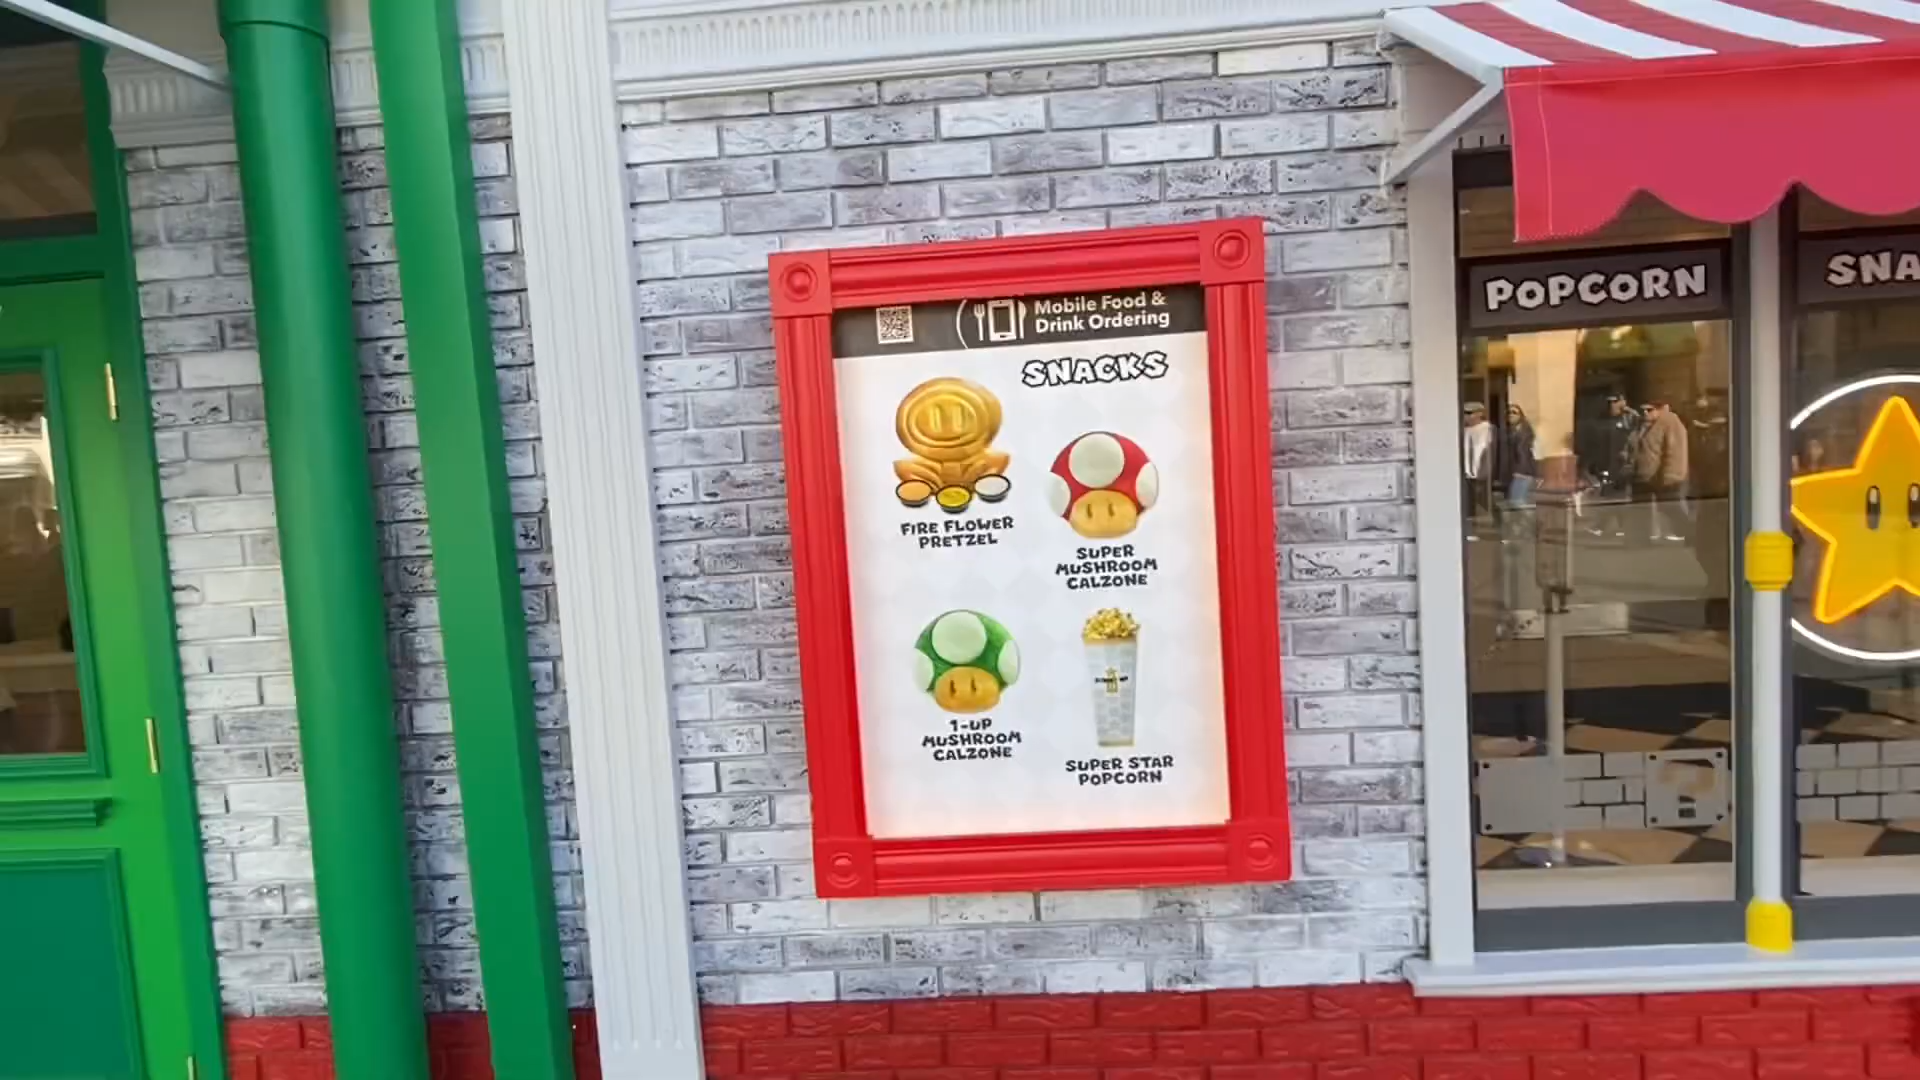 Mobile Food &
Drink Ordering
SNACKS
FIRE FLOWER
PRETZEL
SUPER
MUSHROOM
CALZONE
1-UP
MUSHROOM
CALZONE
SUPER STAR
POPCORN
POPCORN
SNA